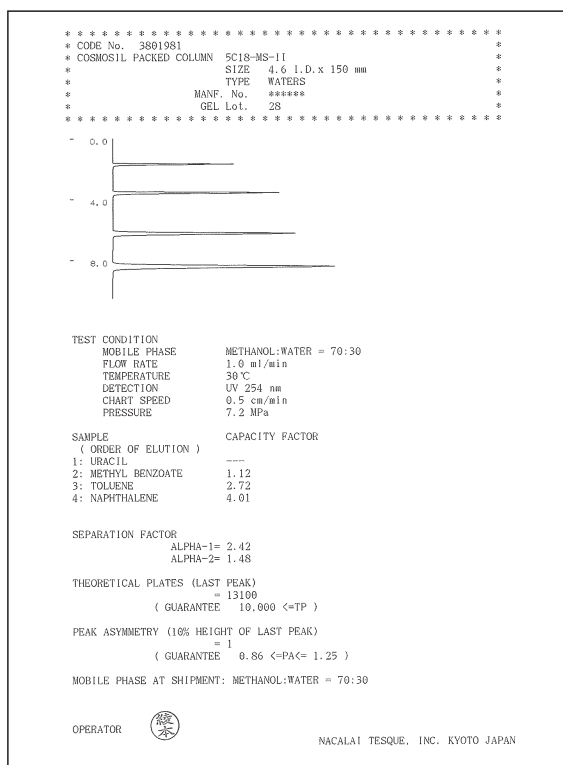 * * * * * * * * * * * * * * * * * * * * * * * * * * * * * * * * * * * *
* CODE No. 3801981 *
* COSMOSIL PACKED COLUMN 5C18-MS-II *
* SIZE 4.6 I.D.x 150 mm *
* TYPE WATERS *
* MANF. No. ****** *
* GEL Lot. 28 *
* * * * * * * * * * * * * * * * * * * * * * * * * * * * * * * * * * * *
- 0.0
- 4.0
- 8.0
TEST CONDITION
MOBILE PHASE METHANOL:WATER = 70:30
FLOW RATE 1.0 ml/min
TEMPERATURE 30℃
DETECTION UV 254 nm
CHART SPEED 0.5 cm/min
PRESSURE 7.2 MPa
SAMPLE CAPACITY FACTOR
( ORDER OF ELUTION )
1: URACIL ---
2: METHYL BENZOATE 1.12
3: TOLUENE 2.72
4: NAPHTHALENE 4.01
SEPARATION FACTOR
ALPHA-1= 2.42
ALPHA-2= 1.48
THEORETICAL PLATES (LAST PEAK)
= 13100
( GUARANTEE 10,000 <=TP )
PEAK ASYMMETRY (10% HEIGHT OF LAST PEAK)
= 1
( GUARANTEE 0.86 <=PA<= 1.25 )
MOBILE PHASE AT SHIPMENT: METHANOL:WATER = 70:30
OPERATOR
NACALAI TESQUE, INC. KYOTO JAPAN